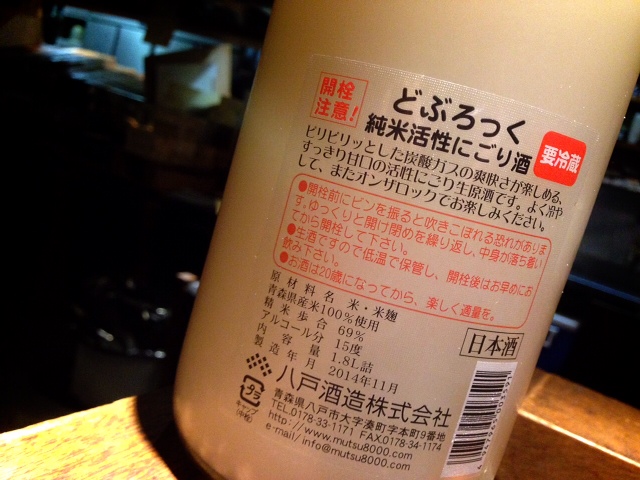 開栓
注意!
どぶろっく
純米活性にごり酒
要冷蔵
ピリピリッとした炭酸ガスの爽快さが楽しめる、
すっきり甘口の活性にごり生原酒です。よく冷や
して、またオンザロックでお楽しみください。
●開栓前にビンを振ると吹きこぼれる恐れがありま
す。ゆっくりと開け閉めを繰り返し、中身が落ち着い
てから開栓して下さい。
●生酒ですので低温で保管し、開栓後はお早めにお
飲み下さい。
●お酒は20歳になってから、楽しく適量を。
原材料名 米・米麹
青森県産米100%使用
精米歩合 69%
アルコール分 15度
内容量 1.8L詰
製造年月 2014年11月
日本酒
八戸酒造株式会社
青森県八戸市大字湊町字本町9番地
TEL.0178-33-1171 FAX.0178-34-1174
http://www.mutsu8000.com
e-mail/info@mutsu8000.com
プラ
キャップ
(中栓)